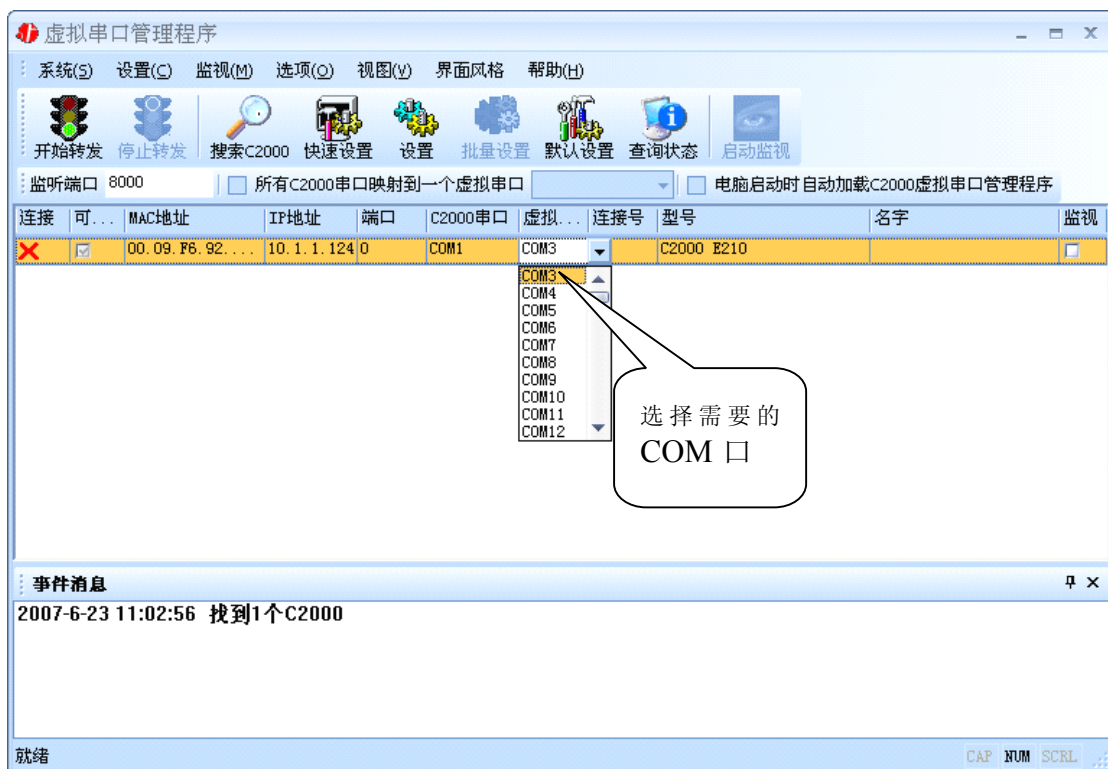 虚拟串口管理程序
系统(S) 设置(C) 监视(M) 选项(O) 视图(V) 界面风格 帮助(H)
开始转发 停止转发 搜索C2000 快速设置 设置 批量设置 默认设置 查询状态 启动监视
监听端口 8000 所有C2000串口映射到一个虚拟串口 电脑启动时自动加载C2000虚拟串口管理程序
连接 可... MAC地址 IP地址 端口 C2000串口 虚拟... 连接号 型号 名字 监视
00.09.F6.92.... 10.1.1.124 0 COM1 COM3 C2000 E210
COM3
COM4
COM5
COM6
COM7
COM8
COM9
COM10
COM11
COM12
选择需要的
COM 口
事件消息
2007-6-23 11:02:56 找到1个C2000
就绪 CAP NUM SCRL